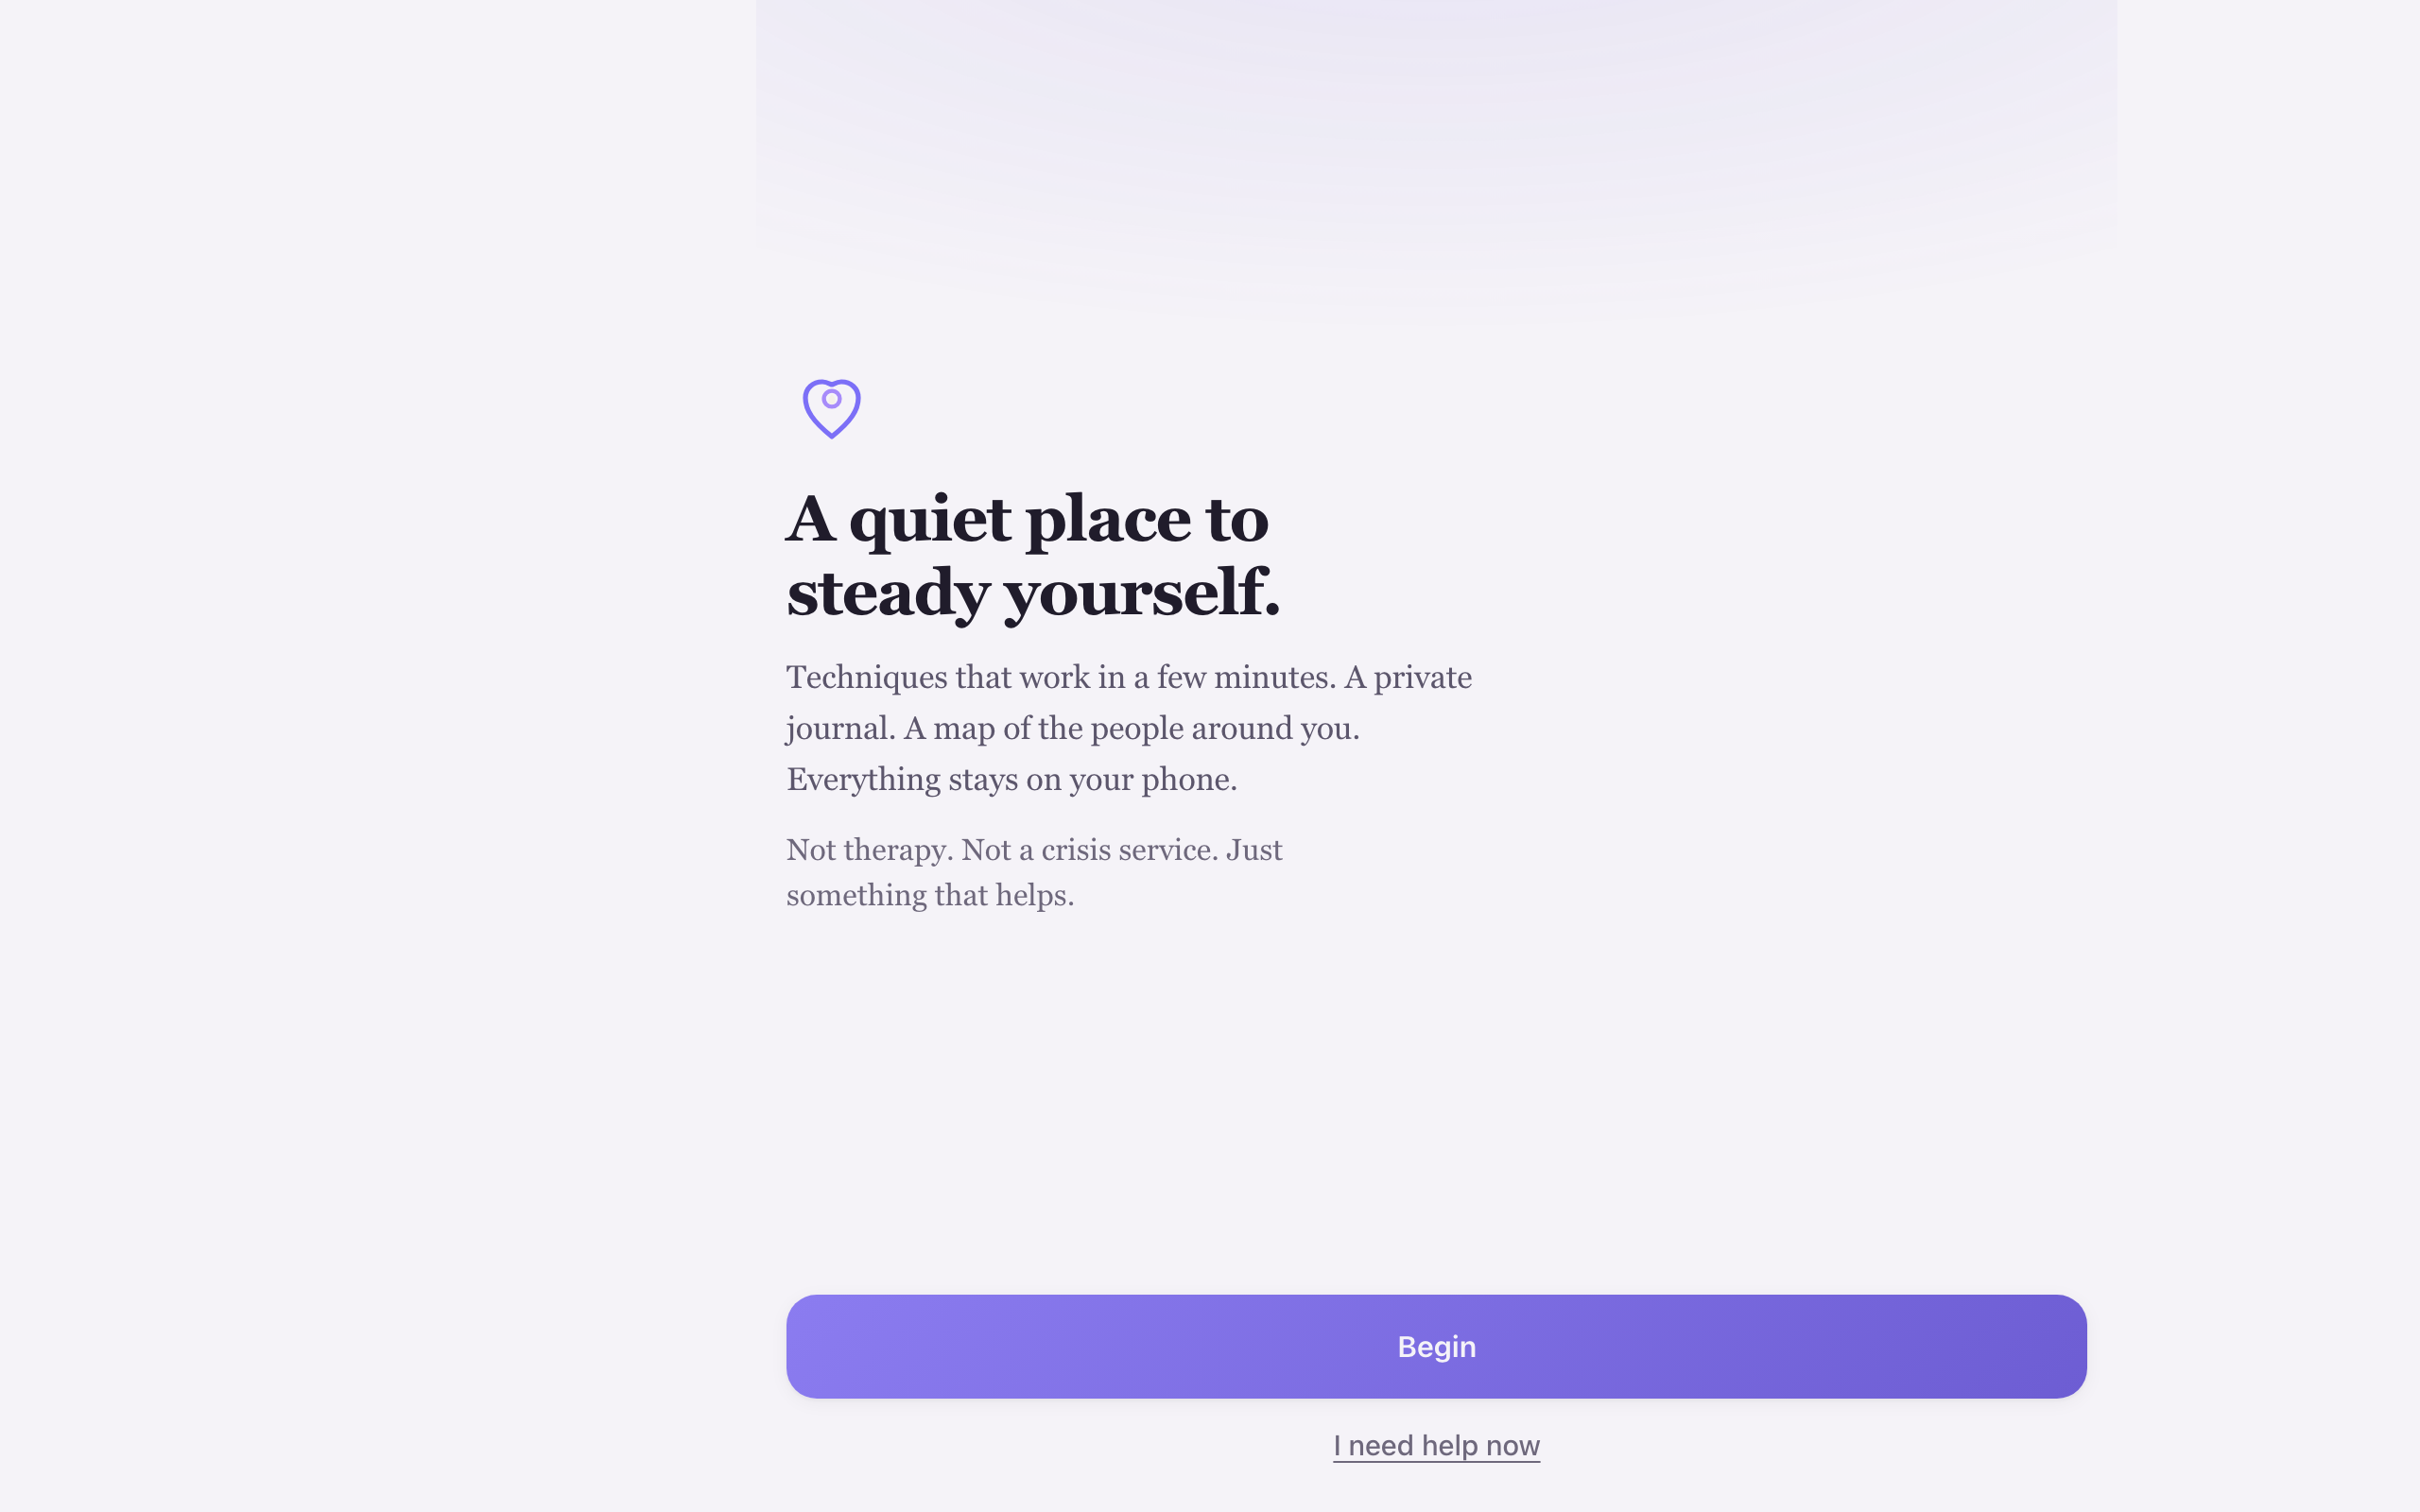 A quiet place to
steady yourself.
Techniques that work in a few minutes. A private
journal. A map of the people around you.
Everything stays on your phone.
Not therapy. Not a crisis service. Just
something that helps.
Begin
I need help now